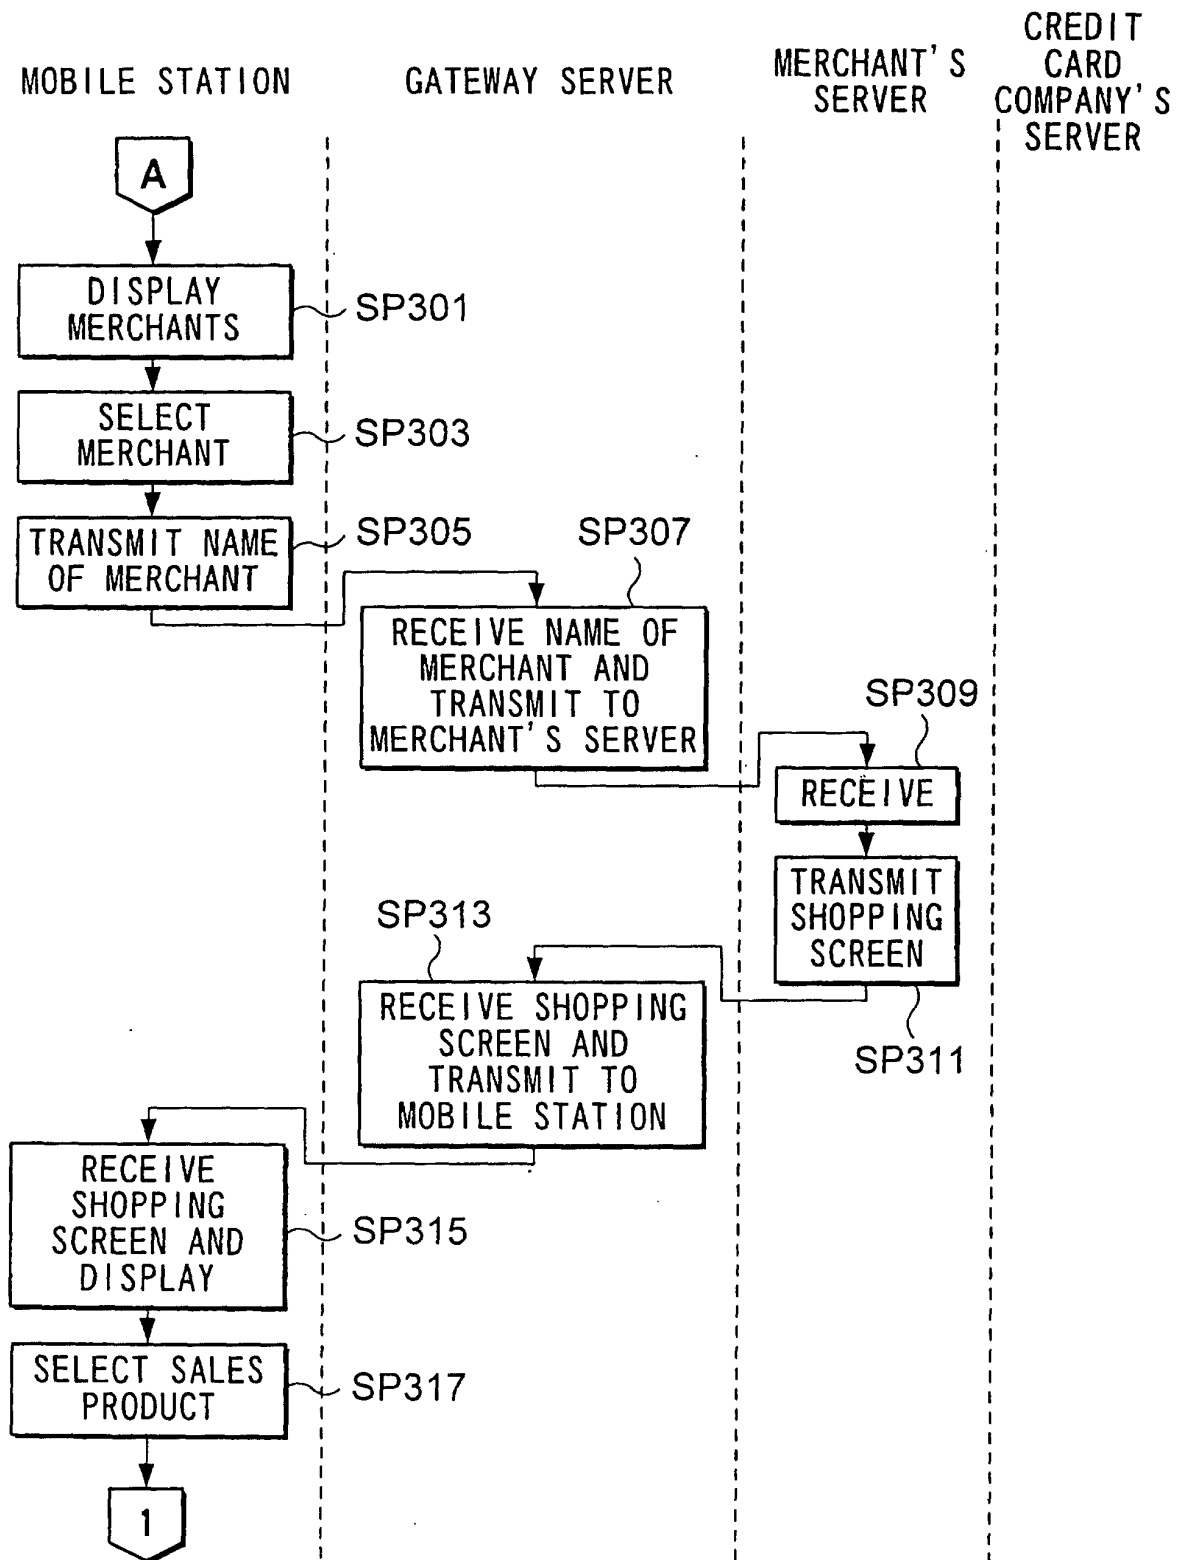 MOBILE STATION
GATEWAY SERVER
MERCHANT'S
SERVER
CREDIT
CARD
COMPANY'S
SERVER
A
DISPLAY
MERCHANTS
SP301
SELECT
MERCHANT
SP303
TRANSMIT NAME
OF MERCHANT
SP305
SP307
RECEIVE NAME OF
MERCHANT AND
TRANSMIT TO
MERCHANT'S SERVER
SP309
RECEIVE
TRANSMIT
SHOPPING
SCREEN
SP311
SP313
RECEIVE SHOPPING
SCREEN AND
TRANSMIT TO
MOBILE STATION
RECEIVE
SHOPPING
SCREEN AND
DISPLAY
SP315
SELECT SALES
PRODUCT
SP317
1